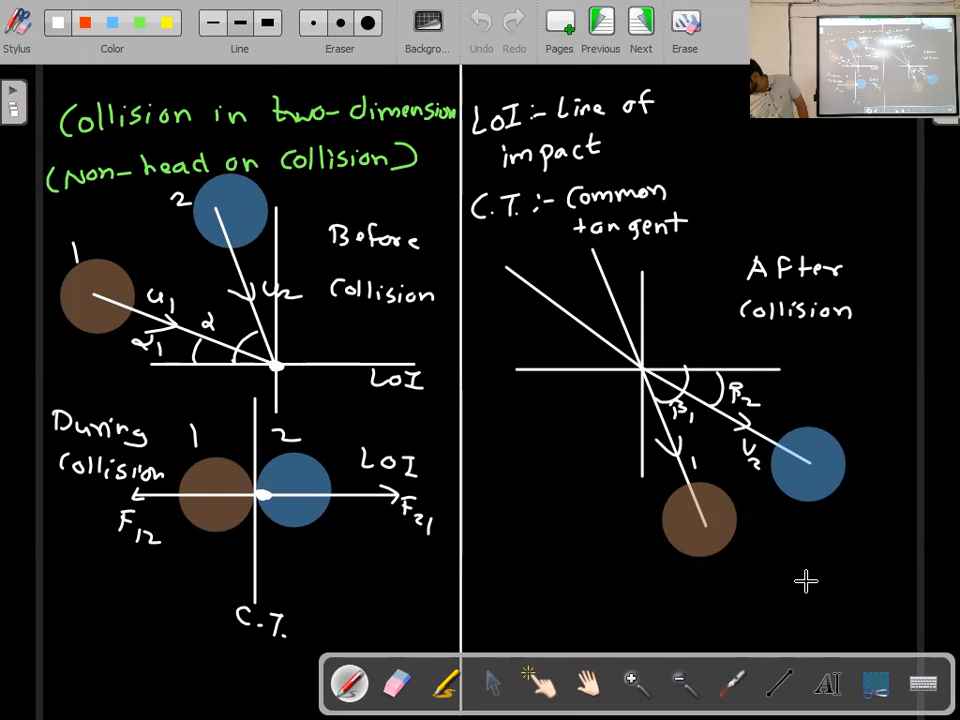 Stylus
Color
Line
Eraser
Backgro...
Undo
Redo
Pages
Previous
Next
Erase
Collision in two-dimension
(Non-head on collision)
2
1
Before
collision
u1
u2
α
α1
LOI
During
collision
1
2
LOI
F12
F21
C.T.
LOI :- Line of
impact
C.T. :- Common
tangent
After
collision
β1
β2
v2
1
AI